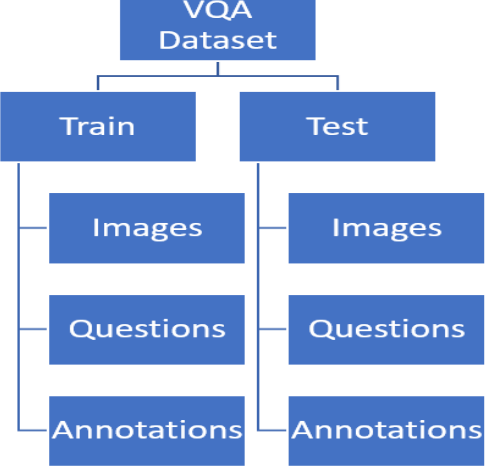 VQA
Dataset
Train
Test
Images
Images
Questions
Questions
Annotations
Annotations